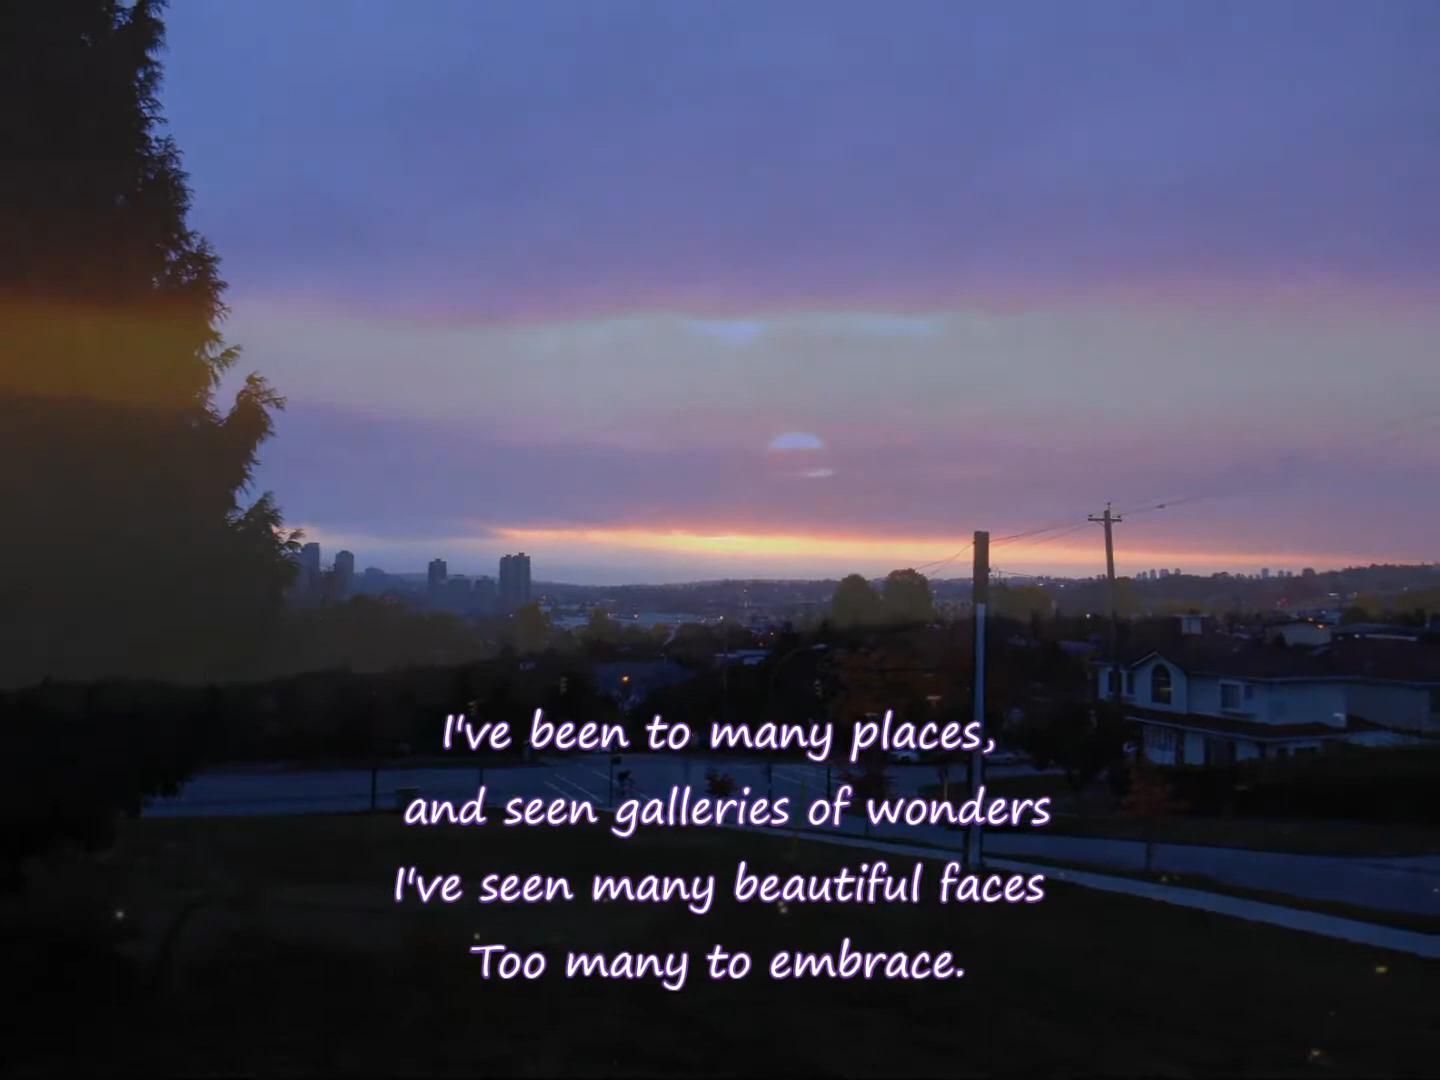 I've been to many places,
and seen galleries of wonders
I've seen many beautiful faces
Too many to embrace.